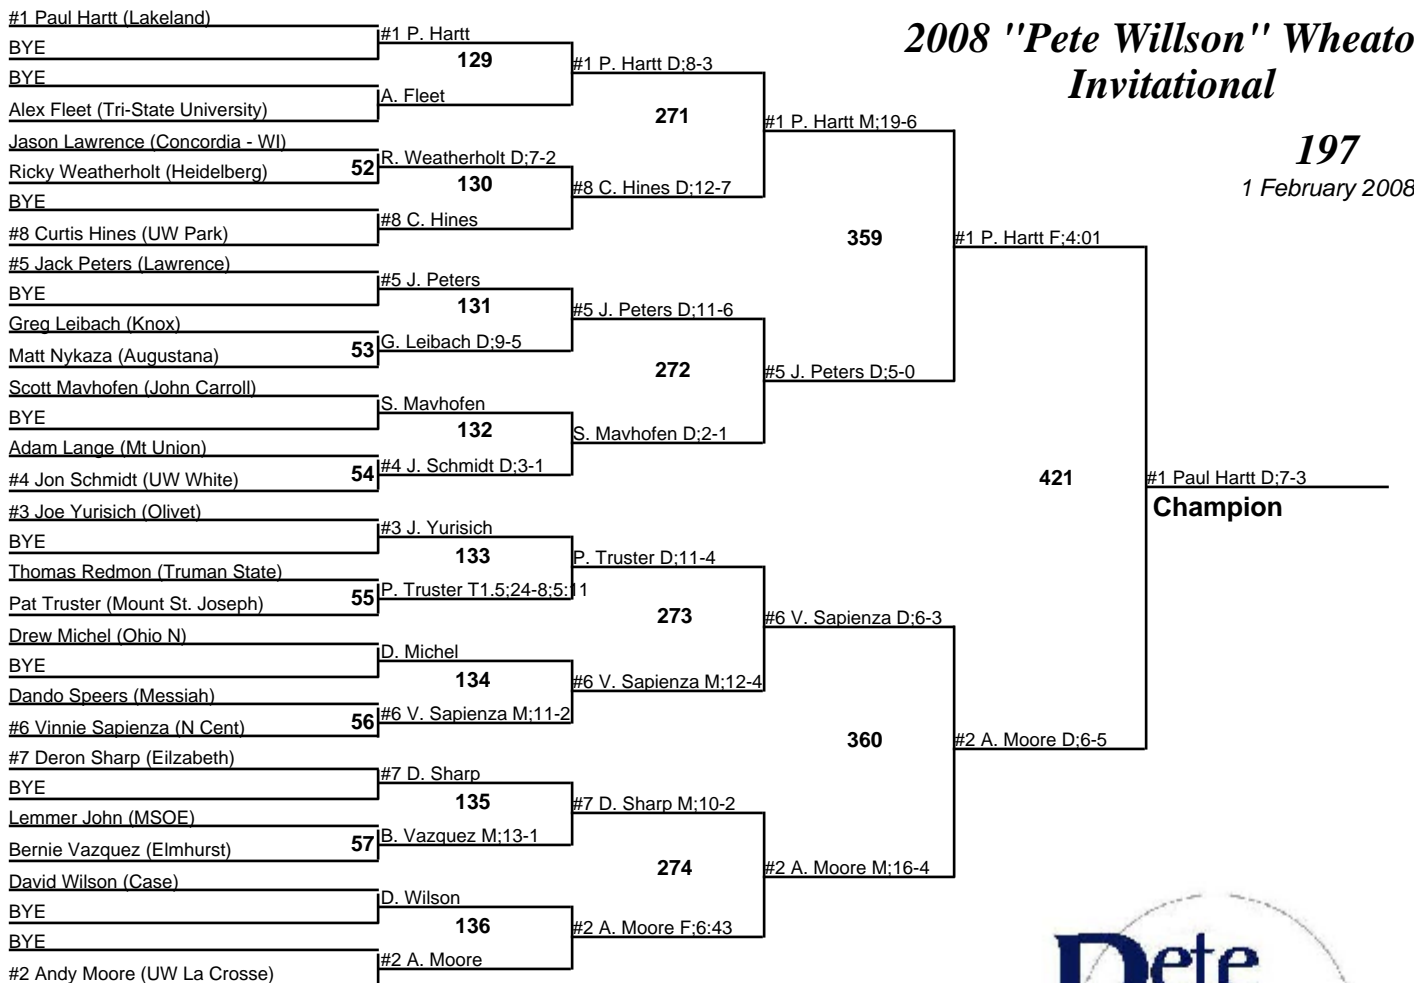 2008 "Pete Willson" Wheato
Invitational
197
1 February 2008
#1 Paul Hartt (Lakeland)
BYE
BYE
Alex Fleet (Tri-State University)
Jason Lawrence (Concordia - WI)
Ricky Weatherholt (Heidelberg)
BYE
#8 Curtis Hines (UW Park)
#5 Jack Peters (Lawrence)
BYE
Greg Leibach (Knox)
Matt Nykaza (Augustana)
Scott Mavhofen (John Carroll)
BYE
Adam Lange (Mt Union)
#4 Jon Schmidt (UW White)
#3 Joe Yurisich (Olivet)
BYE
Thomas Redmon (Truman State)
Pat Truster (Mount St. Joseph)
Drew Michel (Ohio N)
BYE
Dando Speers (Messiah)
#6 Vinnie Sapienza (N Cent)
#7 Deron Sharp (Eilzabeth)
BYE
Lemmer John (MSOE)
Bernie Vazquez (Elmhurst)
David Wilson (Case)
BYE
BYE
#2 Andy Moore (UW La Crosse)
52
53
54
55
56
57
#1 P. Hartt
129
A. Fleet
R. Weatherholt D;7-2
130
#8 C. Hines
#5 J. Peters
131
G. Leibach D;9-5
S. Mavhofen
132
#4 J. Schmidt D;3-1
#3 J. Yurisich
133
P. Truster T1.5;24-8;5:11
D. Michel
134
#6 V. Sapienza M;11-2
#7 D. Sharp
135
B. Vazquez M;13-1
D. Wilson
136
#2 A. Moore
#1 P. Hartt D;8-3
271
#8 C. Hines D;12-7
#5 J. Peters D;11-6
272
S. Mavhofen D;2-1
P. Truster D;11-4
273
#6 V. Sapienza M;12-4
#7 D. Sharp M;10-2
274
#2 A. Moore F;6:43
#1 P. Hartt M;19-6
359
#5 J. Peters D;5-0
#6 V. Sapienza D;6-3
360
#2 A. Moore M;16-4
#1 P. Hartt F;4:01
421
#2 A. Moore D;6-5
#1 Paul Hartt D;7-3
Champion
Pete